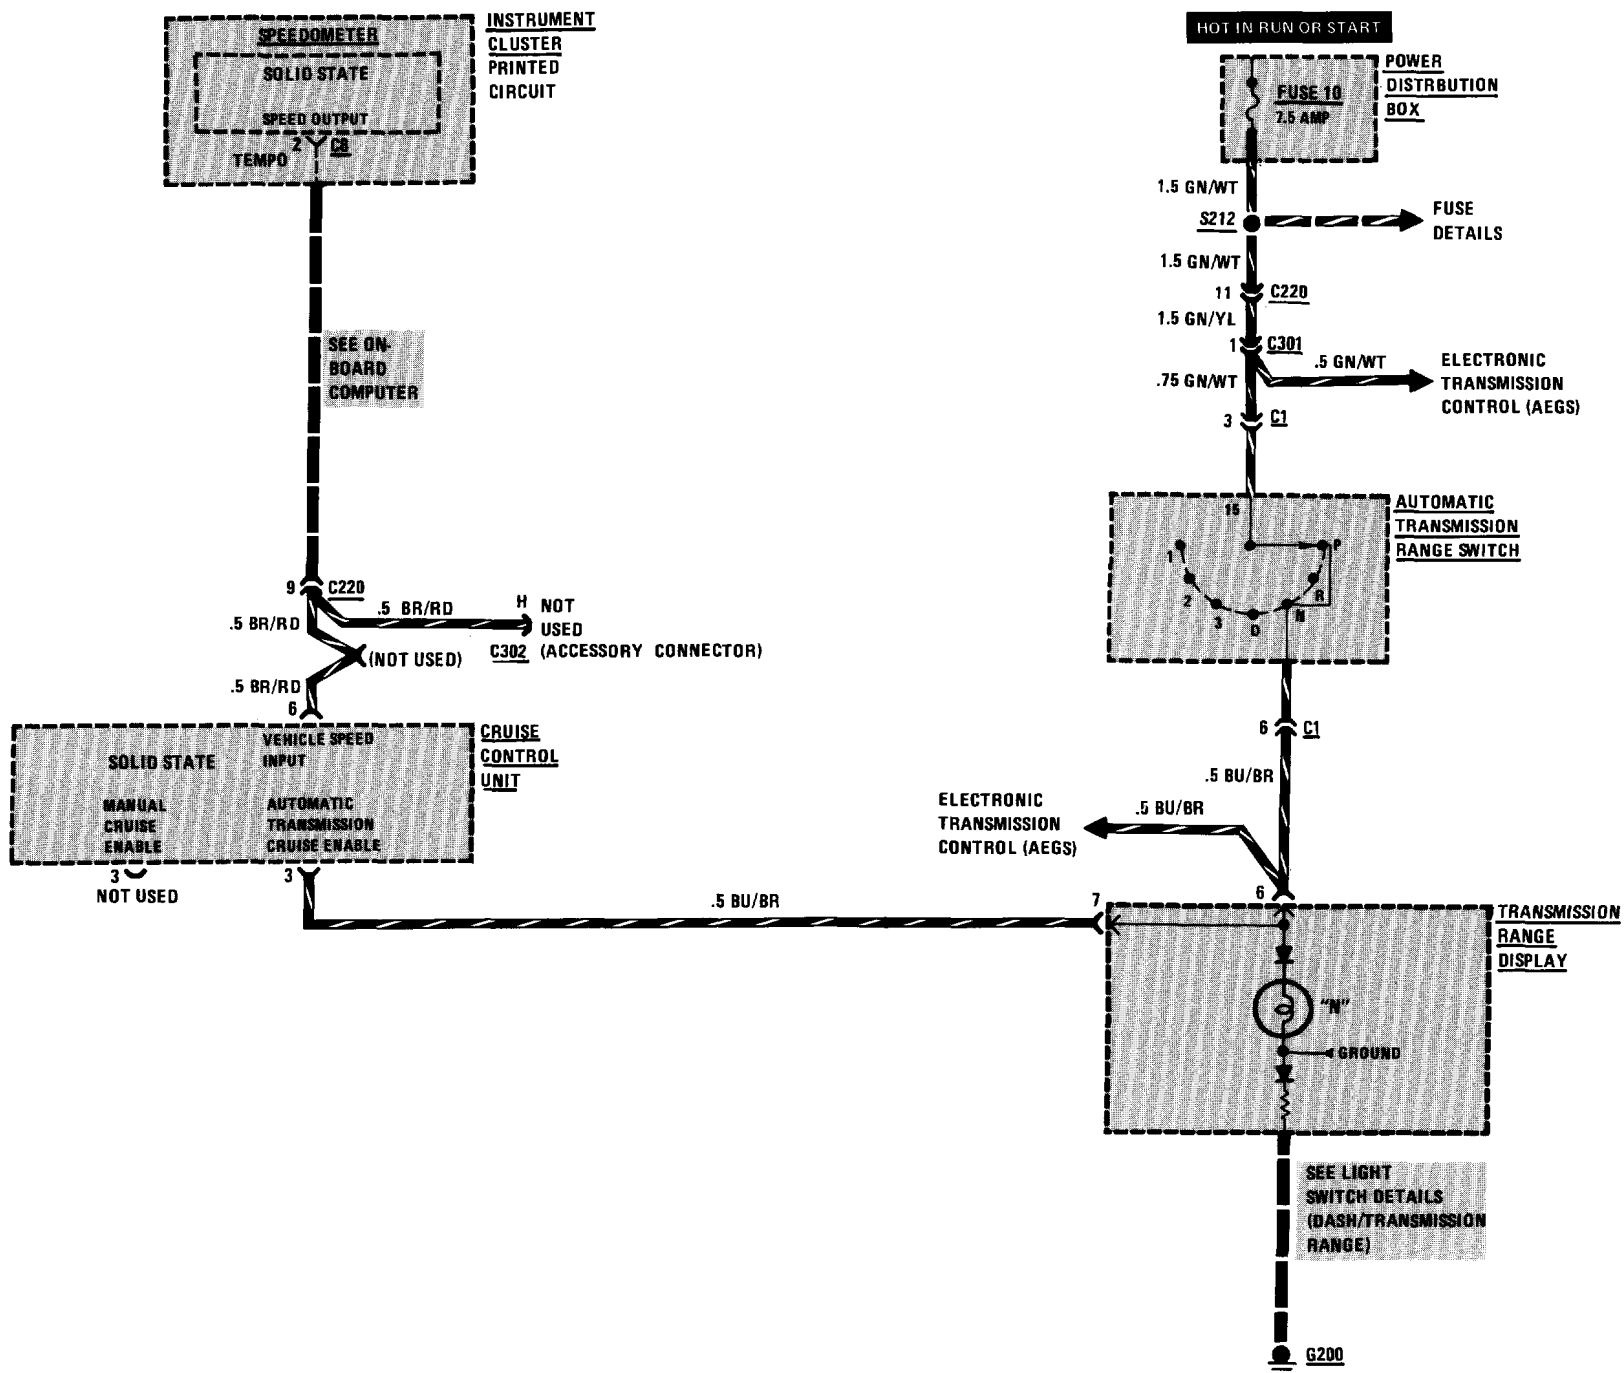 INSTRUMENT
CLUSTER
PRINTED
CIRCUIT
SPEEDOMETER
SOLID STATE
SPEED OUTPUT
2 C8
TEMPO
SEE ON-
BOARD
COMPUTER
9 C220
.5 BR/RD
H NOT
USED
C302 (ACCESSORY CONNECTOR)
.5 BR/RD
(NOT USED)
.5 BR/RD
6
CRUISE
CONTROL
UNIT
VEHICLE SPEED
INPUT
SOLID STATE
MANUAL
CRUISE
ENABLE
AUTOMATIC
TRANSMISSION
CRUISE ENABLE
3
NOT USED
3
.5 BU/BR
7
HOT IN RUN OR START
POWER
DISTRBUTION
BOX
FUSE 10
7.5 AMP
1.5 GN/WT
S212
FUSE
DETAILS
1.5 GN/WT
11 C220
1.5 GN/YL
1 C301
.5 GN/WT
ELECTRONIC
TRANSMISSION
CONTROL (AEGS)
.75 GN/WT
3 C1
AUTOMATIC
TRANSMISSION
RANGE SWITCH
15
P
1
R
2
N
3
D
6 C1
.5 BU/BR
ELECTRONIC
TRANSMISSION
CONTROL (AEGS)
.5 BU/BR
6
TRANSMISSION
RANGE
DISPLAY
"N"
GROUND
SEE LIGHT
SWITCH DETAILS
(DASH/TRANSMISSION
RANGE)
G200